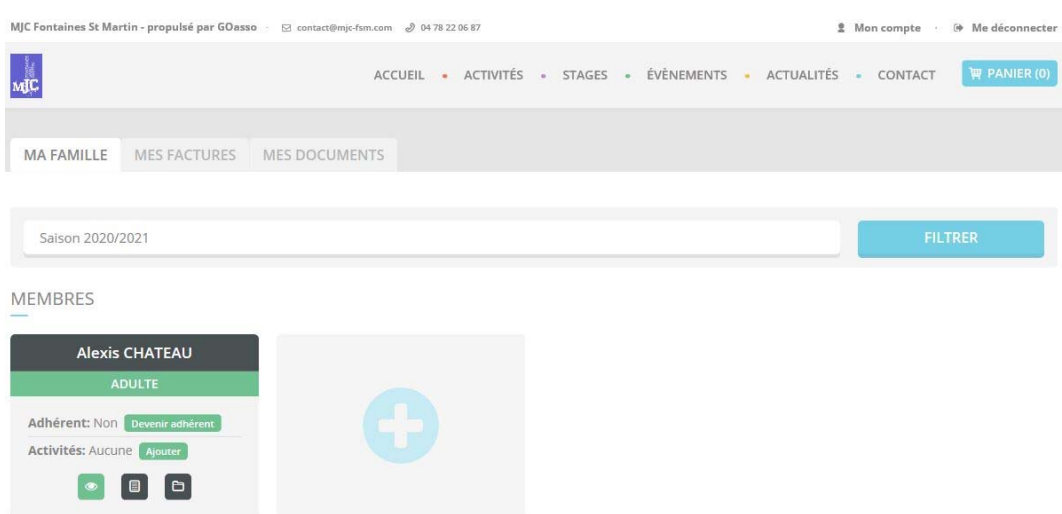 MJC Fontaines St Martin - propulsé par GOasso · contact@mjc-fsm.com 04 78 22 06 87 Mon compte · Me déconnecter
MJC ACCUEIL • ACTIVITÉS • STAGES • ÉVÈNEMENTS • ACTUALITÉS • CONTACT PANIER (0)
MA FAMILLE MES FACTURES MES DOCUMENTS
Saison 2020/2021 FILTRER
MEMBRES
Alexis CHATEAU
ADULTE
Adhérent: Non Devenir adhérent
Activités: Aucune Ajouter